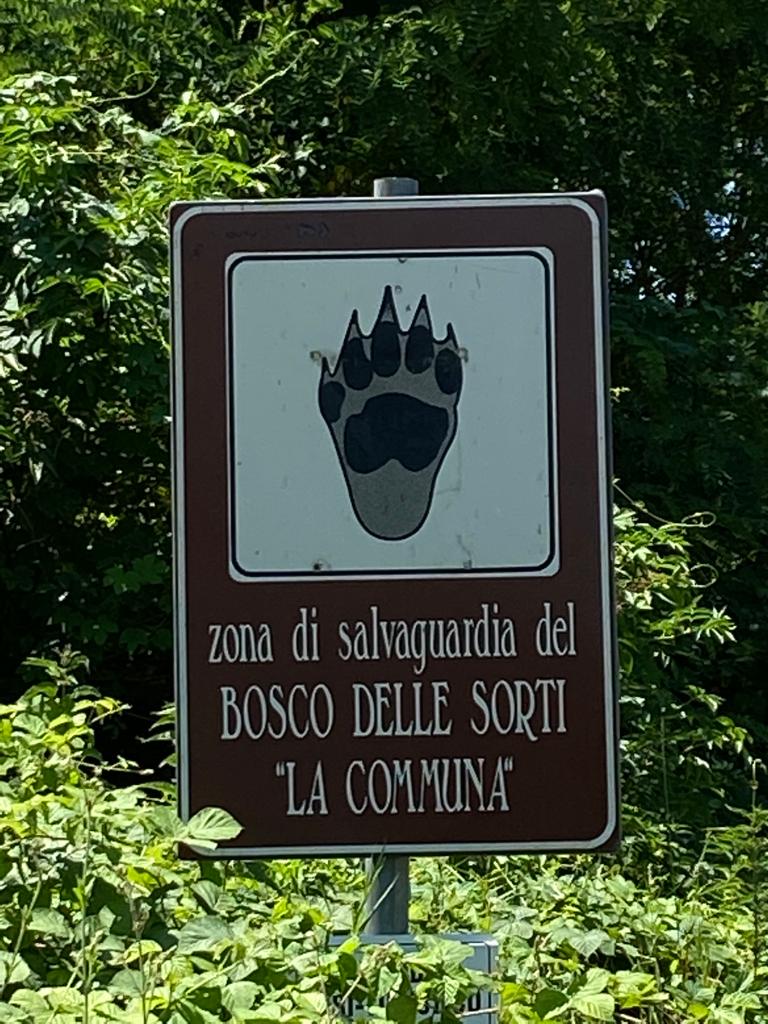 zona di salvaguardia del
BOSCO DELLE SORTI
"LA COMMUNA"